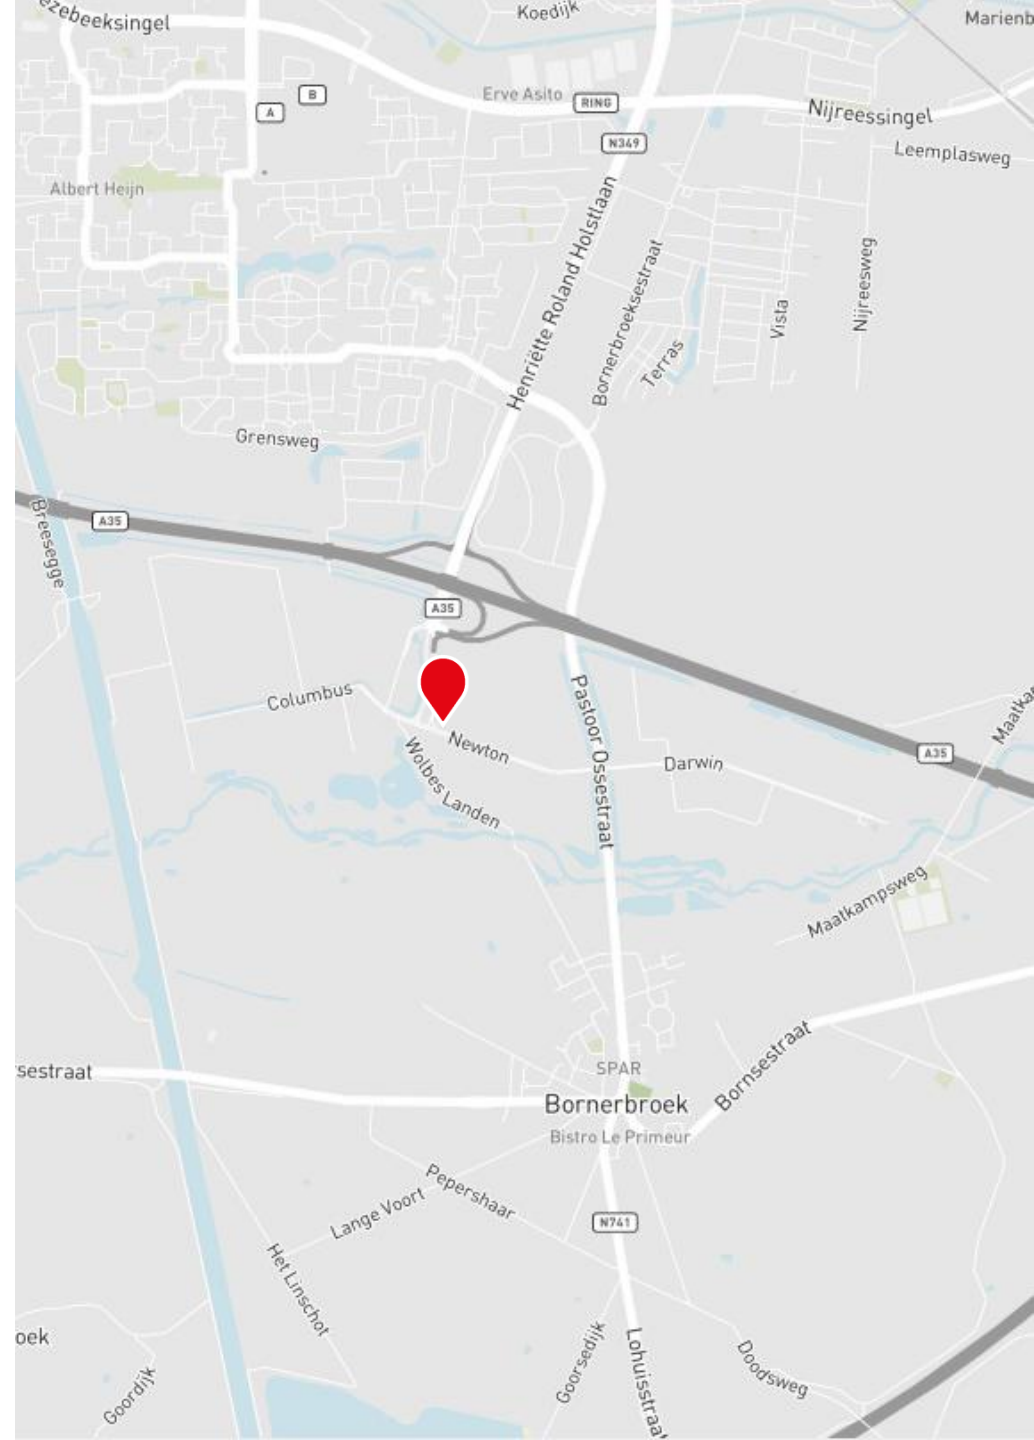 Koedijk
Marienb
ezebeeksingel
B
A
Erve Asito
RING
Nijreessingel
N349
Leemplasweg
Albert Heijn
Henriëtte Roland Holstlaan
Bornerbroeksestraat
Nijreesweg
Vista
Terras
Grensweg
Breesegge
A35
A35
Columbus
Newton
Wolbes Landen
Pastoor Ossestraat
Darwin
A35
Maatka
Maatkampsweg
SPAR
sestraat
Bornerbroek
Bornsestraat
Bistro Le Primeur
Pepershaar
Lange Voort
N741
Het Linschot
oek
Goordijk
Goorsedijk
Lohuisstraat
Doodsweg